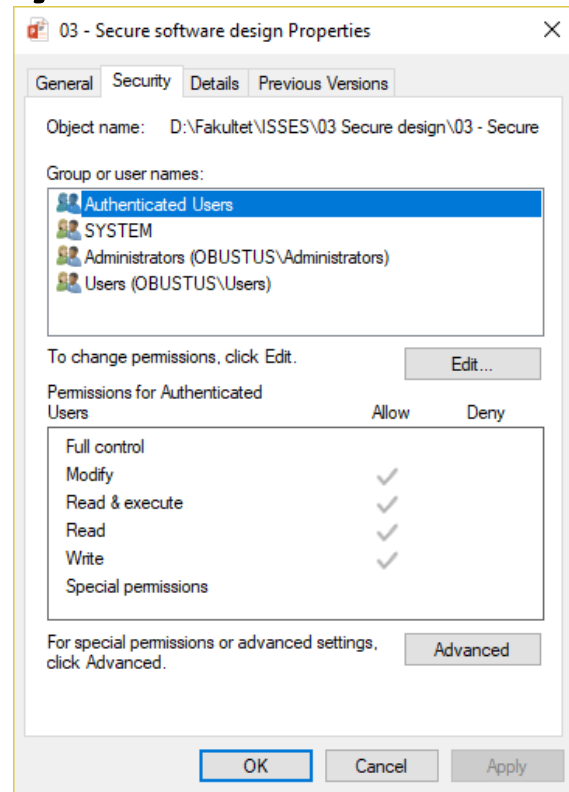 03 - Secure software design Properties
General Security Details Previous Versions
Object name: D:\Fakultet\ISSES\03 Secure design\03 - Secure
Group or user names:
Authenticated Users
SYSTEM
Administrators (OBUSTUS\Administrators)
Users (OBUSTUS\Users)
To change permissions, click Edit.
Edit...
Permissions for Authenticated
Users Allow Deny
Full control
Modify
Read & execute
Read
Write
Special permissions
For special permissions or advanced settings,
click Advanced.
Advanced
OK Cancel Apply